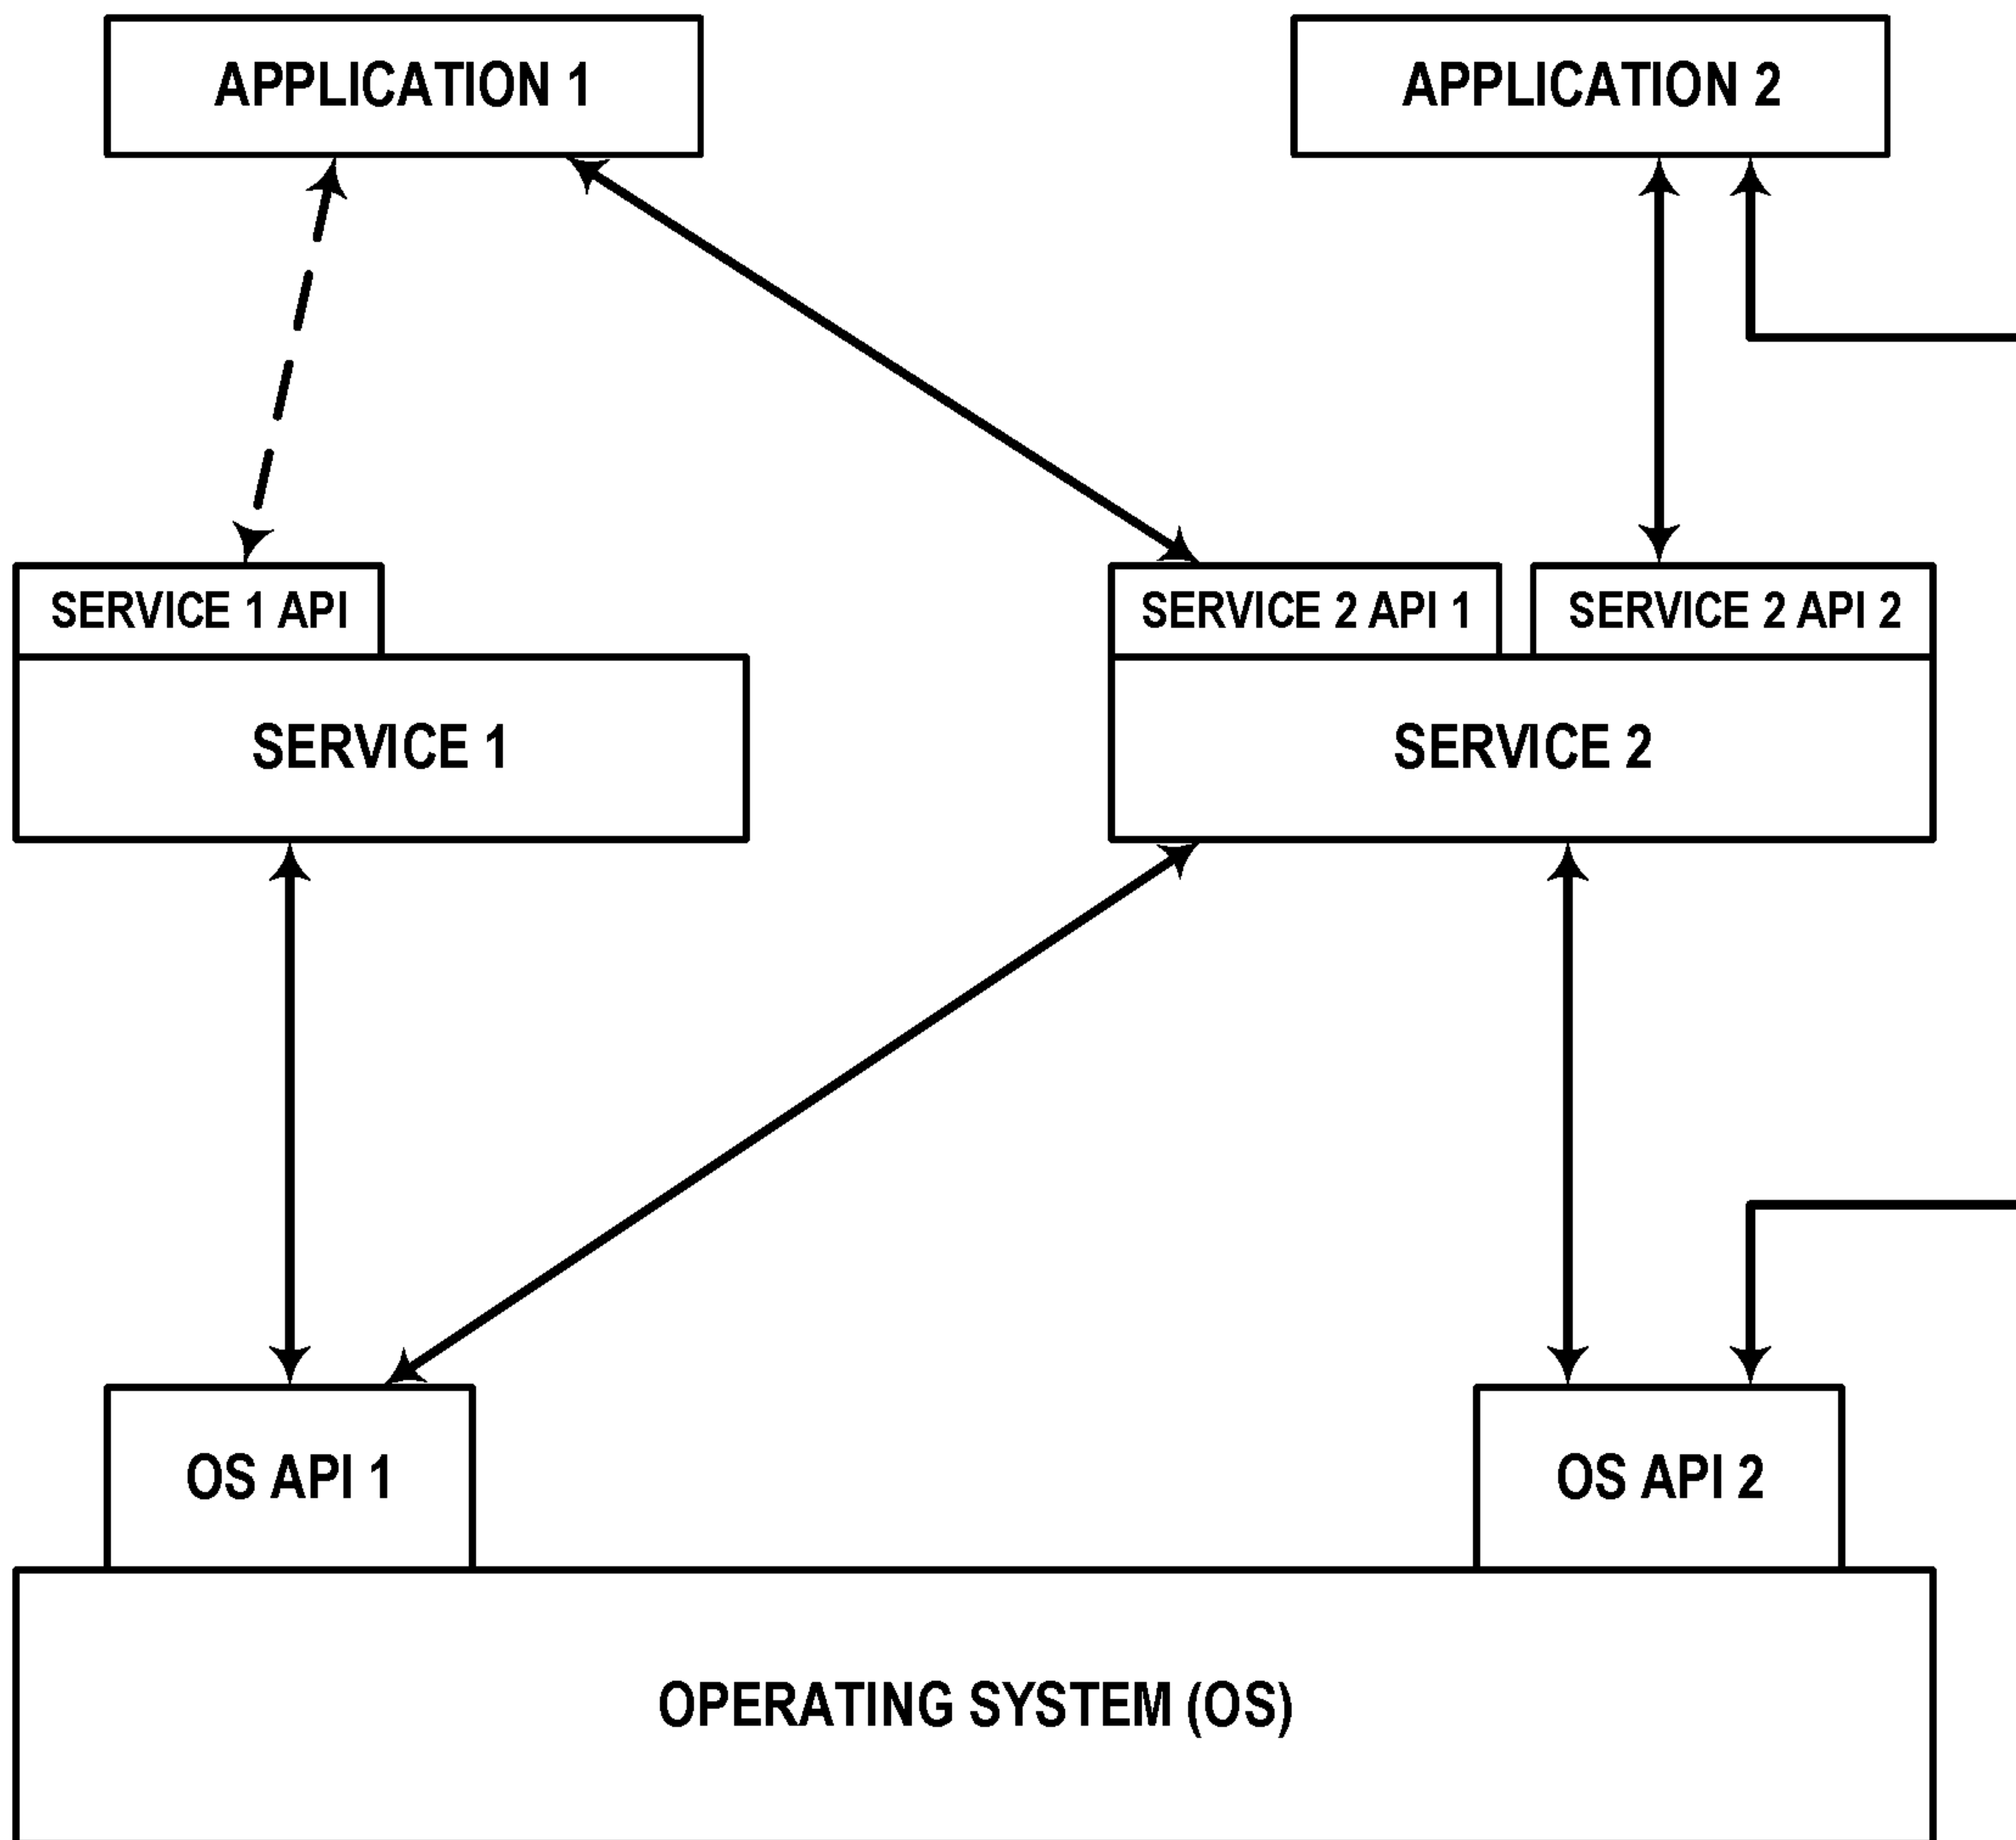 APPLICATION 1
APPLICATION 2
SERVICE 1 API
SERVICE 2 API 1
SERVICE 2 API 2
SERVICE 1
SERVICE 2
OS API 1
OS API 2
OPERATING SYSTEM (OS)